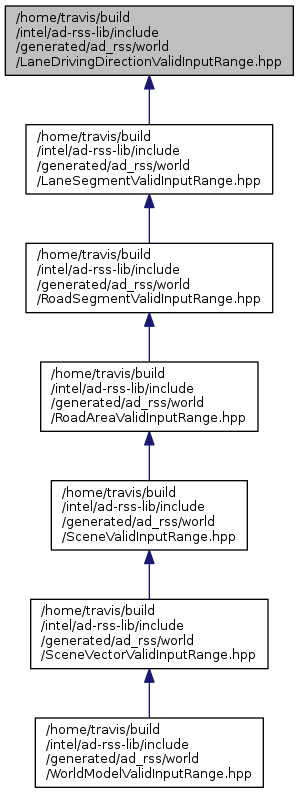 /home/travis/build
/intel/ad-rss-lib/include
/generated/ad_rss/world
/LaneDrivingDirectionValidInputRange.hpp
/home/travis/build
/intel/ad-rss-lib/include
/generated/ad_rss/world
/LaneSegmentValidInputRange.hpp
/home/travis/build
/intel/ad-rss-lib/include
/generated/ad_rss/world
/RoadSegmentValidInputRange.hpp
/home/travis/build
/intel/ad-rss-lib/include
/generated/ad_rss/world
/RoadAreaValidInputRange.hpp
/home/travis/build
/intel/ad-rss-lib/include
/generated/ad_rss/world
/SceneValidInputRange.hpp
/home/travis/build
/intel/ad-rss-lib/include
/generated/ad_rss/world
/SceneVectorValidInputRange.hpp
/home/travis/build
/intel/ad-rss-lib/include
/generated/ad_rss/world
/WorldModelValidInputRange.hpp